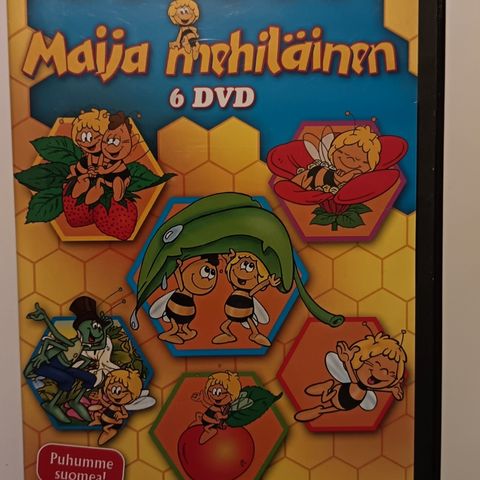 Maija mehiläinen
6 DVD
Puhumme
suomea!